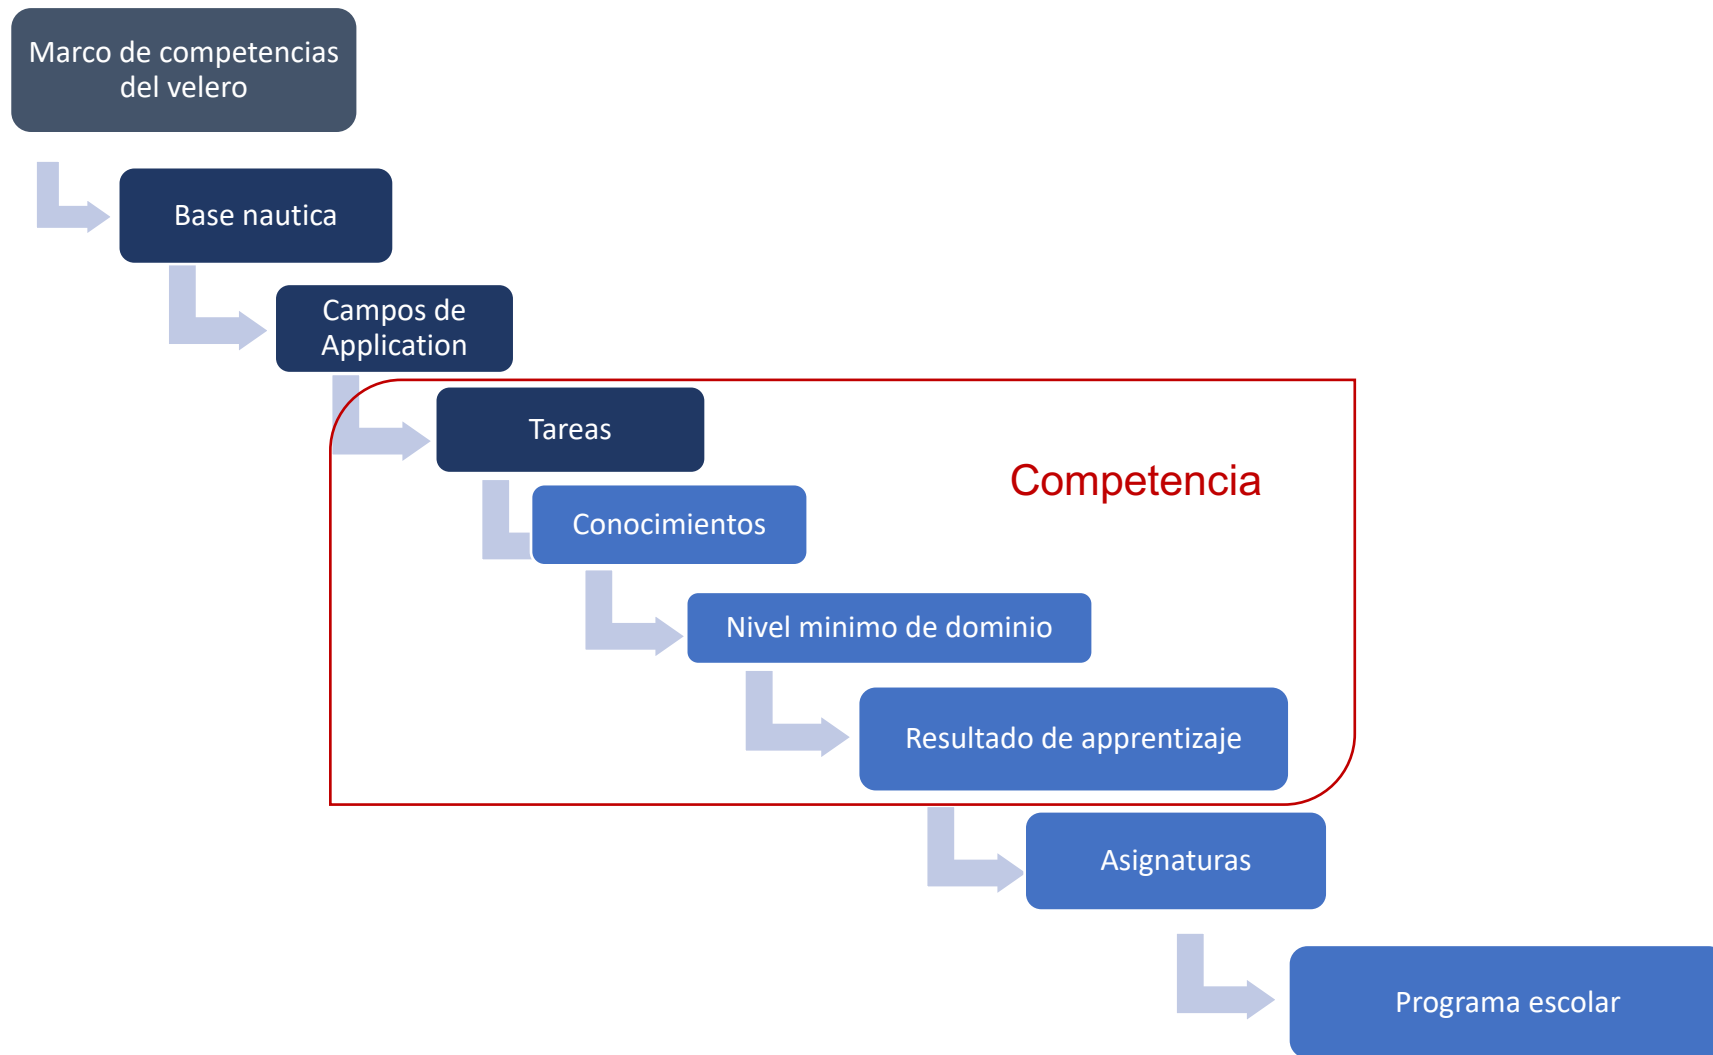 Marco de competencias
del velero
Base nautica
Campos de
Application
Tareas
Competencia
Conocimientos
Nivel minimo de dominio
Resultado de apprentizaje
Asignaturas
Programa escolar